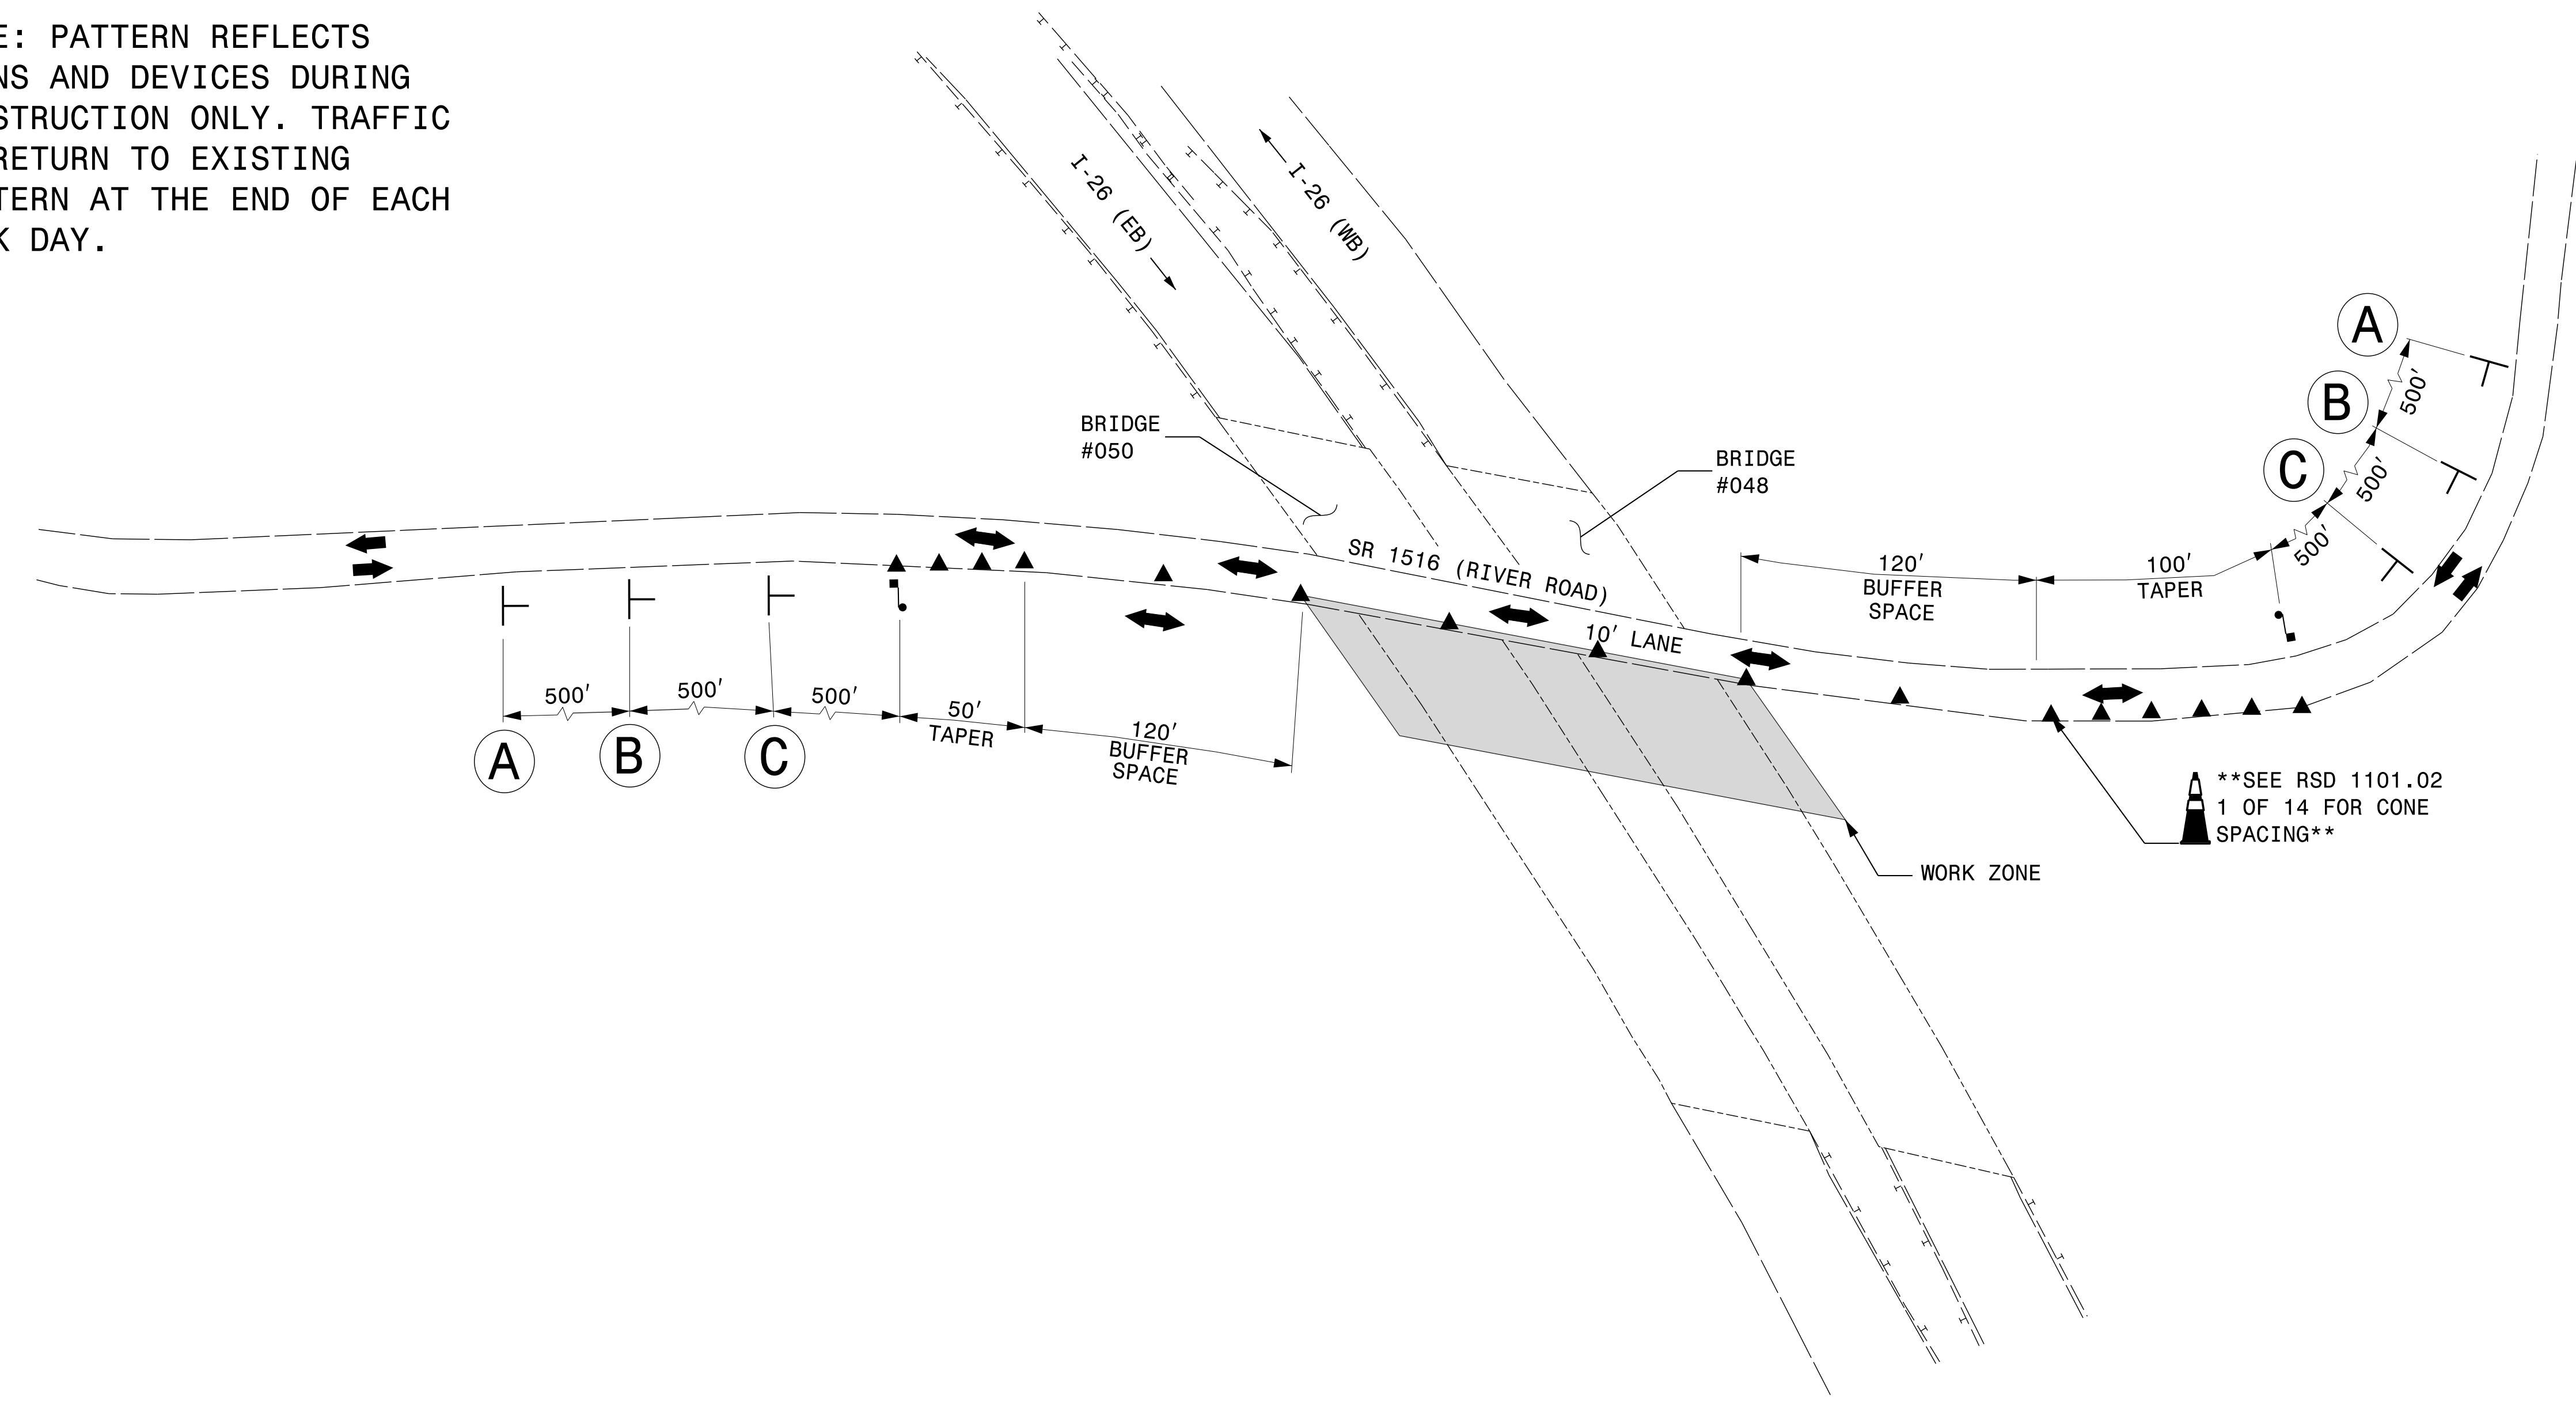 E: PATTERN REFLECTS
NS AND DEVICES DURING
STRUCTION ONLY. TRAFFIC
RETURN TO EXISTING
TERN AT THE END OF EACH
K DAY.
I-26 (EB)
I-26 (WB)
BRIDGE
#050
BRIDGE
#048
SR 1516 (RIVER ROAD)
10' LANE
A
B
C
500'
500'
500'
120'
BUFFER
SPACE
100'
TAPER
500'
500'
500'
50'
TAPER
120'
BUFFER
SPACE
A
B
C
**SEE RSD 1101.02
1 OF 14 FOR CONE
SPACING**
WORK ZONE